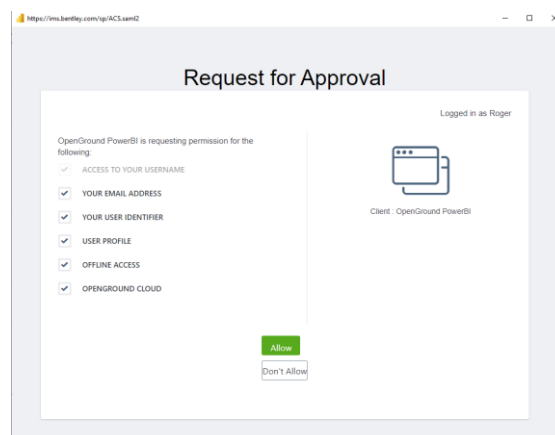 https://ims.bentley.com/sp/ACS.saml2
Request for Approval
Logged in as Roger
OpenGround PowerBI is requesting permission for the
following:
ACCESS TO YOUR USERNAME
YOUR EMAIL ADDRESS
YOUR USER IDENTIFIER
USER PROFILE
OFFLINE ACCESS
OPENGROUND CLOUD
Client : OpenGround PowerBI
Allow
Don't Allow